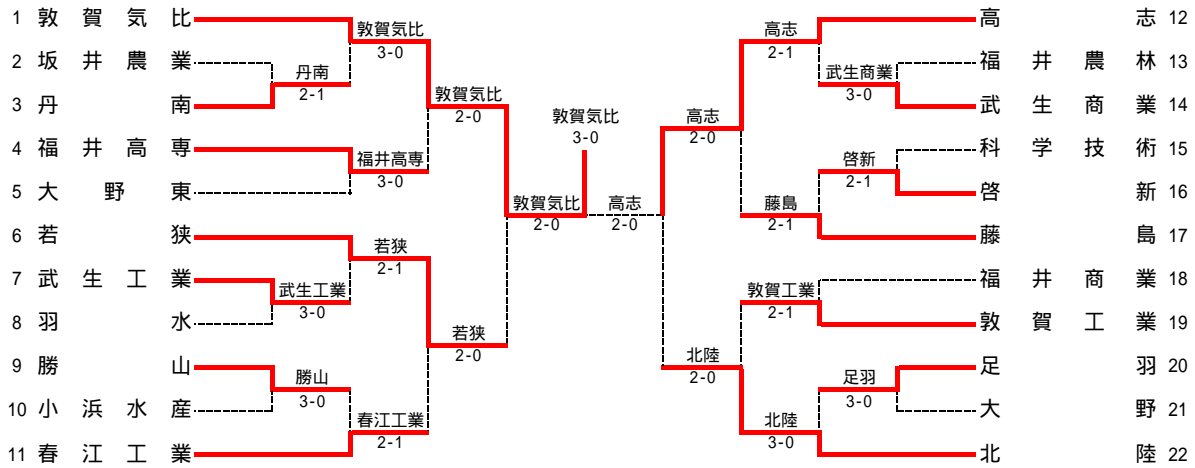 1 敦賀気比
2 坂井農業
3 丹南
4 福井高専
5 大野東
6 若狭
7 武生工業
8 羽水
9 勝山
10 小浜水産
11 春江工業
丹南
2-1
武生工業
3-0
勝山
3-0
敦賀気比
3-0
福井高専
3-0
若狭
2-1
春江工業
2-1
敦賀気比
2-0
若狭
2-0
敦賀気比
2-0
敦賀気比
3-0
高志
2-0
高志
2-0
北陸
2-0
高志
2-1
藤島
2-1
敦賀工業
2-1
北陸
3-0
武生商業
3-0
啓新
2-1
足羽
3-0
高志 12
福井農林 13
武生商業 14
科学技術 15
啓新 16
藤島 17
福井商業 18
敦賀工業 19
足羽 20
大野 21
北陸 22